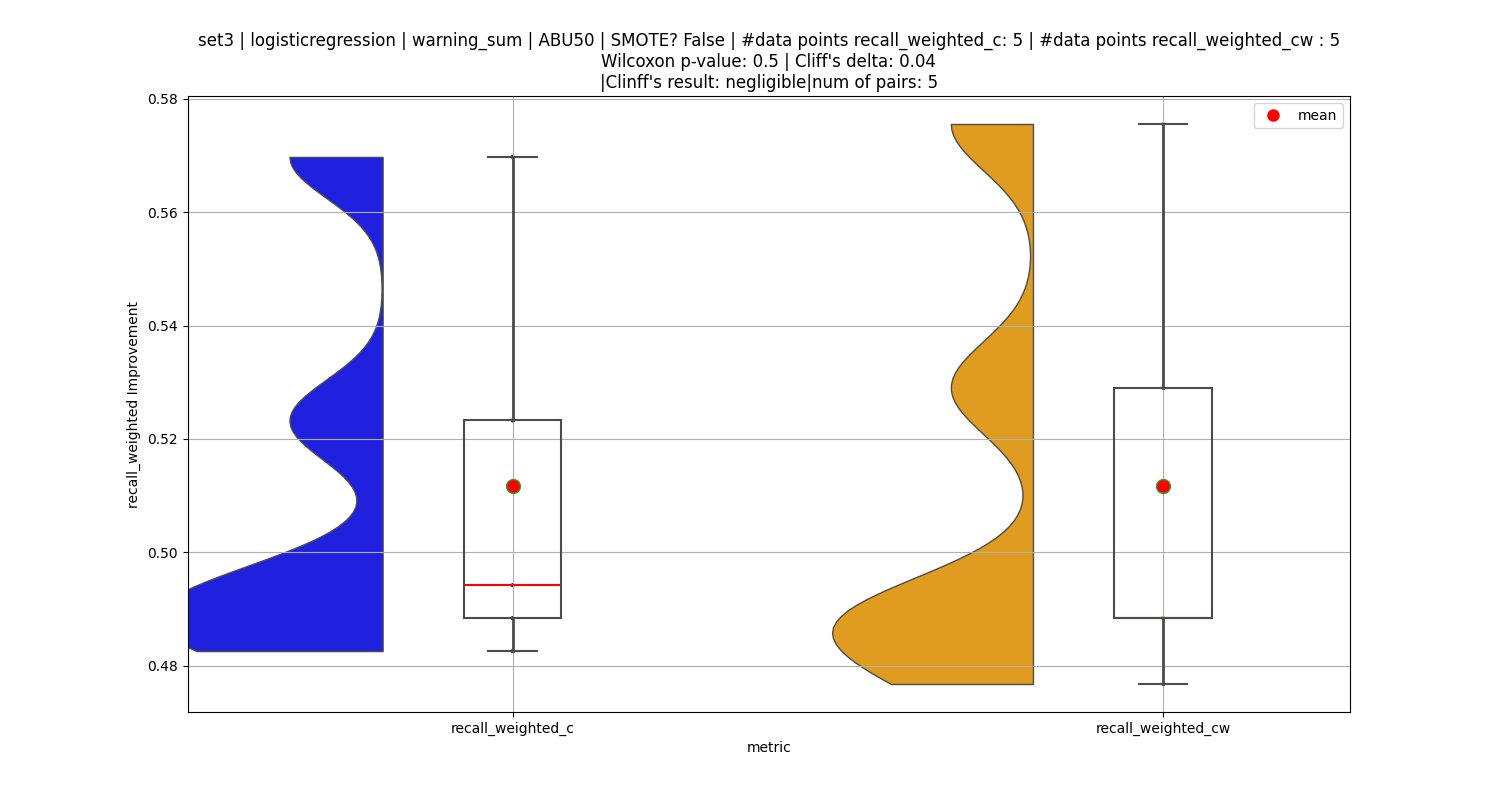 set3 | logisticregression | warning_sum | ABU50 | SMOTE? False | #data points recall_weighted_c: 5 | #data points recall_weighted_cw : 5
Wilcoxon p-value: 0.5 | Cliff's delta: 0.04
|Clinff's result: negligible|num of pairs: 5
mean
recall_weighted Improvement
0.58
0.56
0.54
0.52
0.50
0.48
recall_weighted_c
recall_weighted_cw
metric